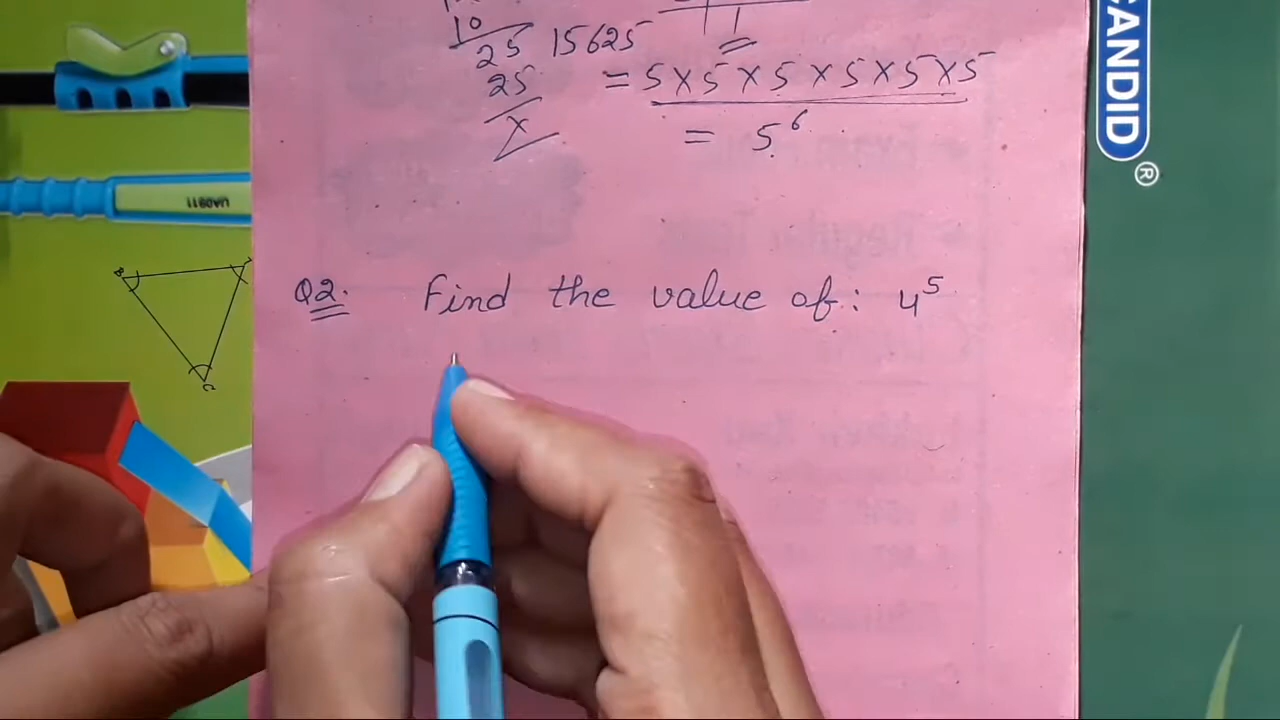 10
25 15625
25 = 5 x 5 x 5 x 5 x 5 x 5
x = 5⁶
Q2. Find the value of : 4⁵
CANDID®
UA0911
B
C